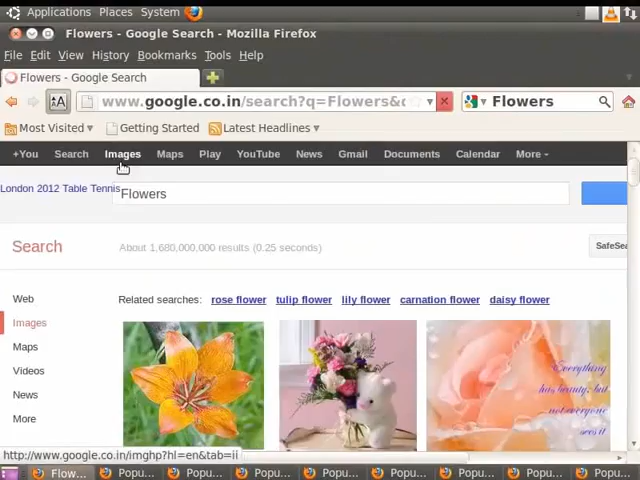 Applications Places System
Flowers - Google Search - Mozilla Firefox
File Edit View History Bookmarks Tools Help
Flowers - Google Search
www.google.co.in/search?q=Flowers& Flowers
Most Visited Getting Started Latest Headlines
+You Search Images Maps Play YouTube News Gmail Documents Calendar More
London 2012 Table Tennis
Flowers
Search About 1,680,000,000 results (0.25 seconds) SafeSea
Web
Related searches: rose flower tulip flower lily flower carnation flower daisy flower
Images
Maps
Videos
News
More
Everything
has beauty, but
not everyone
sees it
http://www.google.co.in/imghp?hl=en&tab=ii
Flow... Popu... Popu... Popu... Popu... Popu... Popu... Popu... Popu...